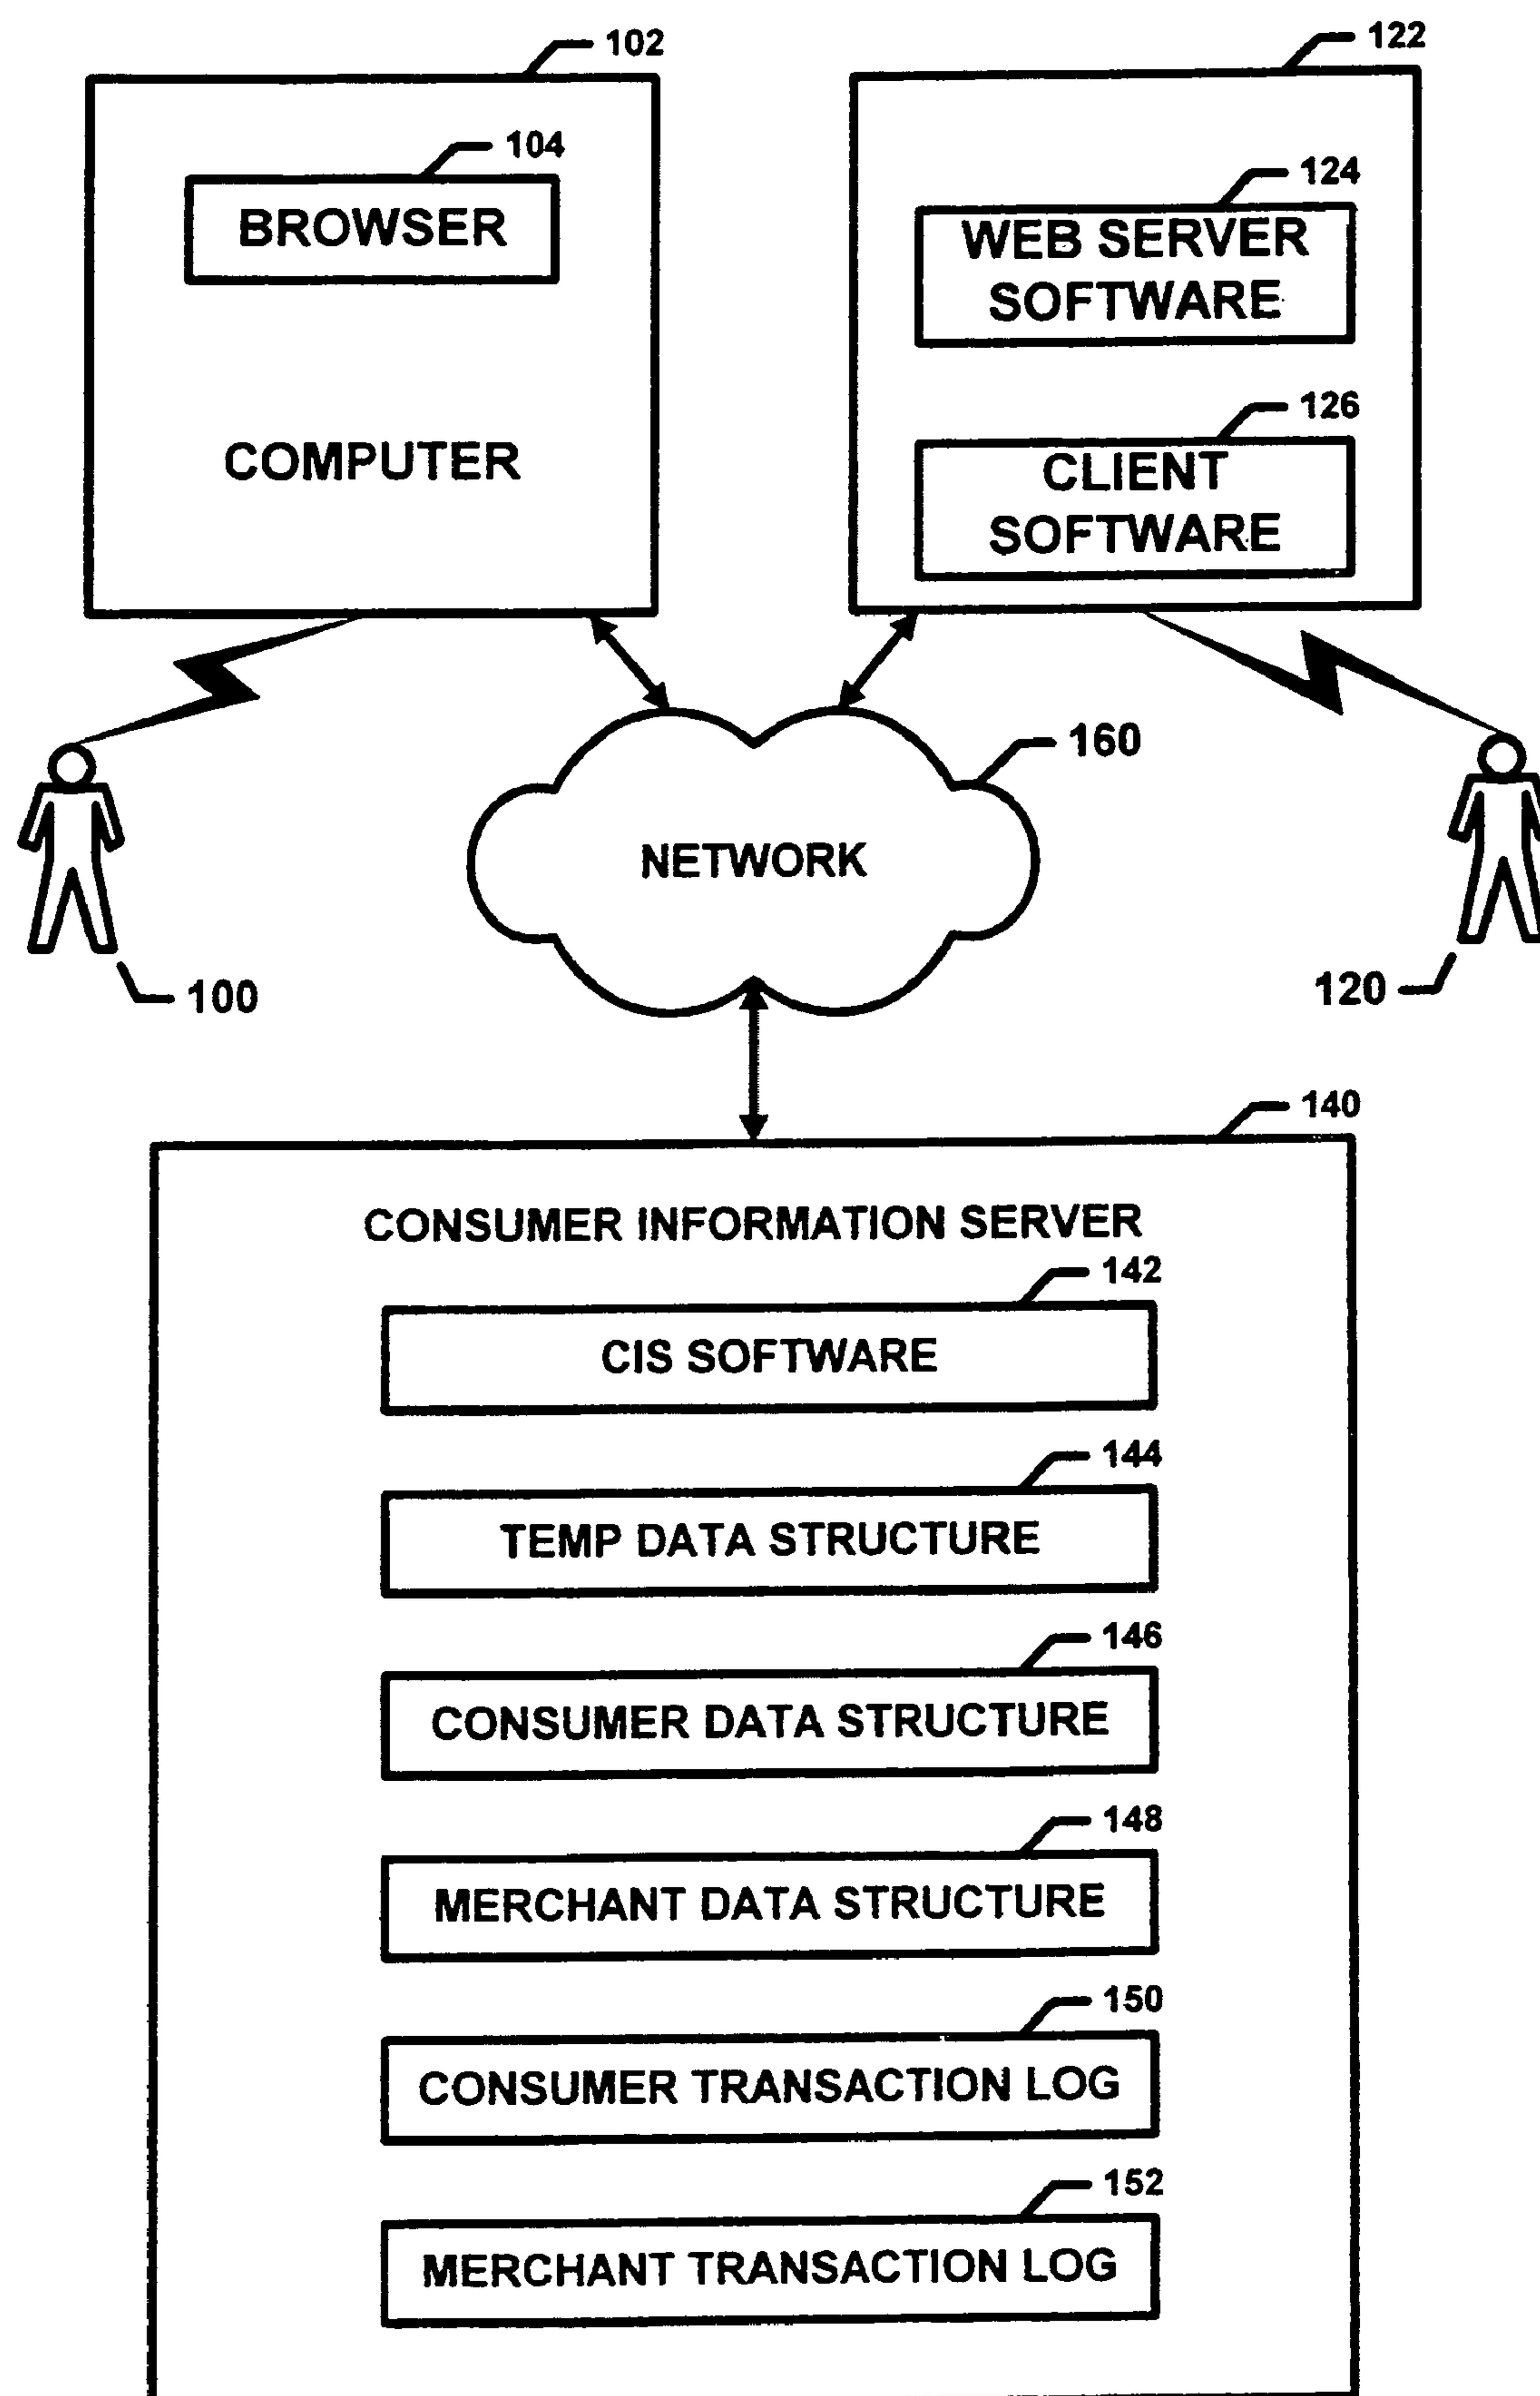 102
104
BROWSER
COMPUTER
122
124
WEB SERVER
SOFTWARE
126
CLIENT
SOFTWARE
160
NETWORK
100
120
140
CONSUMER INFORMATION SERVER
142
CIS SOFTWARE
144
TEMP DATA STRUCTURE
146
CONSUMER DATA STRUCTURE
148
MERCHANT DATA STRUCTURE
150
CONSUMER TRANSACTION LOG
152
MERCHANT TRANSACTION LOG